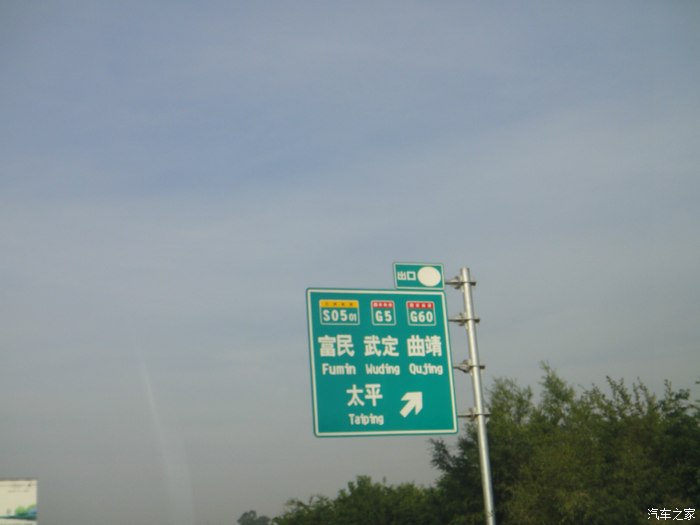 出口
S0501 G5 G60
富民 武定 曲靖
Fumin Wuding Qujing
太平
Taiping
汽车之家